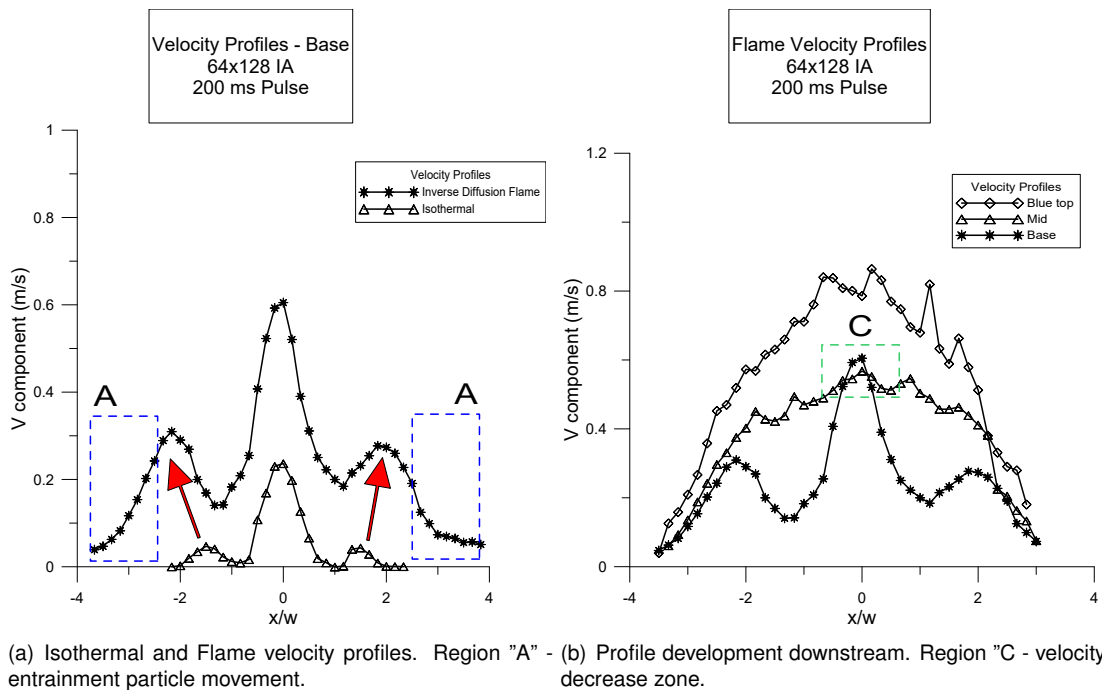 Velocity Profiles - Base
64x128 IA
200 ms Pulse
1
0.8
0.6
0.4
0.2
0
V component (m/s)
Velocity Profiles
Inverse Diffusion Flame
Isothermal
A
A
-4
-2
0
2
4
x/w
(a) Isothermal and Flame velocity profiles. Region "A" -
entrainment particle movement.
Flame Velocity Profiles
64x128 IA
200 ms Pulse
1.2
0.8
0.4
0
V component (m/s)
Velocity Profiles
Blue top
Mid
Base
C
-4
-2
0
2
4
x/w
(b) Profile development downstream. Region "C - velocity
decrease zone.